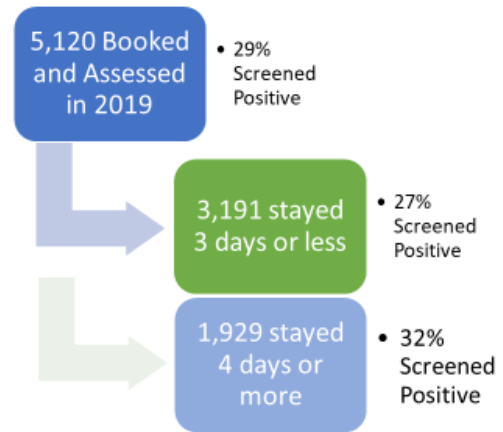 5,120 Booked
and Assessed
in 2019
• 29%
Screened
Positive
3,191 stayed
3 days or less
• 27%
Screened
Positive
1,929 stayed
4 days or
more
• 32%
Screened
Positive